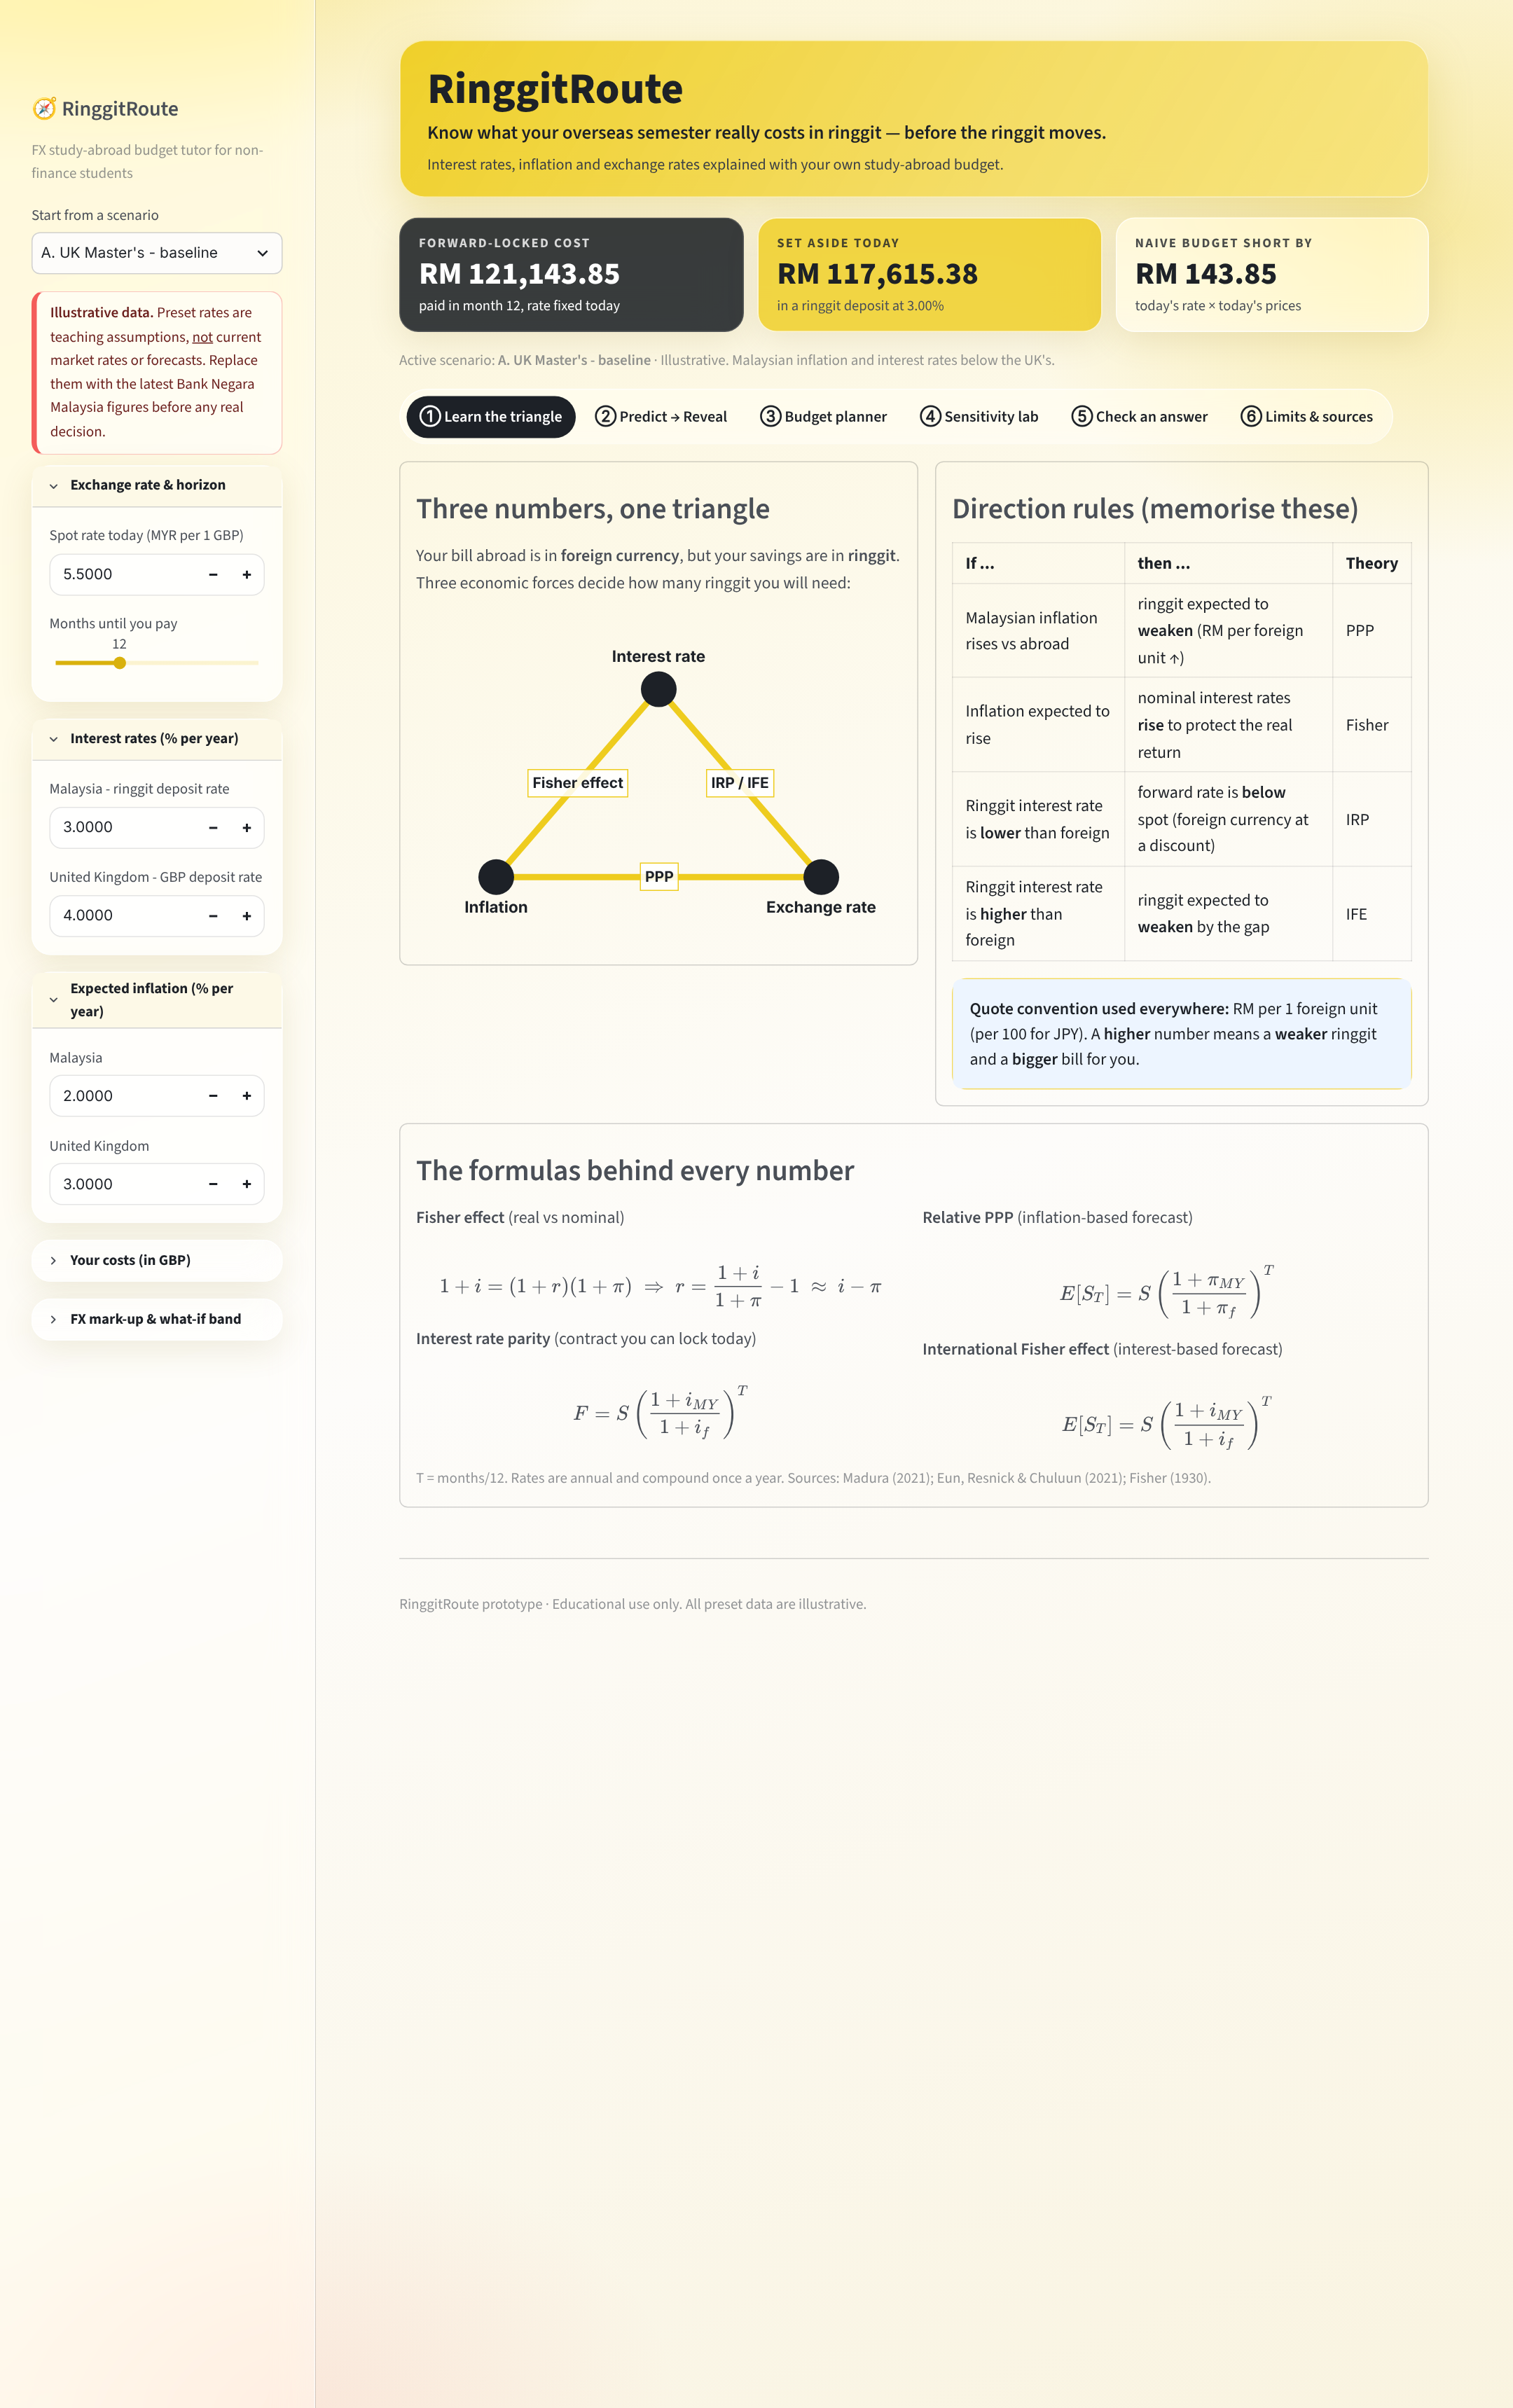 🧭 RinggitRoute
FX study-abroad budget tutor for non-
finance students
Start from a scenario
A. UK Master's - baseline
Illustrative data. Preset rates are
teaching assumptions, not current
market rates or forecasts. Replace
them with the latest Bank Negara
Malaysia figures before any real
decision.
Exchange rate & horizon
Spot rate today (MYR per 1 GBP)
5.5000 − +
Months until you pay
12
Interest rates (% per year)
Malaysia - ringgit deposit rate
3.0000 − +
United Kingdom - GBP deposit rate
4.0000 − +
Expected inflation (% per
year)
Malaysia
2.0000 − +
United Kingdom
3.0000 − +
Your costs (in GBP)
FX mark-up & what-if band
RinggitRoute
Know what your overseas semester really costs in ringgit — before the ringgit moves.
Interest rates, inflation and exchange rates explained with your own study-abroad budget.
FORWARD-LOCKED COST
RM 121,143.85
paid in month 12, rate fixed today
SET ASIDE TODAY
RM 117,615.38
in a ringgit deposit at 3.00%
NAIVE BUDGET SHORT BY
RM 143.85
today's rate × today's prices
Active scenario: A. UK Master's - baseline · Illustrative. Malaysian inflation and interest rates below the UK's.
① Learn the triangle ② Predict → Reveal ③ Budget planner ④ Sensitivity lab ⑤ Check an answer ⑥ Limits & sources
Three numbers, one triangle
Your bill abroad is in foreign currency, but your savings are in ringgit.
Three economic forces decide how many ringgit you will need:
Interest rate
Fisher effect IRP / IFE
PPP
Inflation Exchange rate
Direction rules (memorise these)
If … then … Theory
Malaysian inflation
rises vs abroad
ringgit expected to
weaken (RM per foreign
unit ↑)
PPP
Inflation expected to
rise
nominal interest rates
rise to protect the real
return
Fisher
Ringgit interest rate
is lower than foreign
forward rate is below
spot (foreign currency at
a discount)
IRP
Ringgit interest rate
is higher than
foreign
ringgit expected to
weaken by the gap
IFE
Quote convention used everywhere: RM per 1 foreign unit
(per 100 for JPY). A higher number means a weaker ringgit
and a bigger bill for you.
The formulas behind every number
Fisher effect (real vs nominal)
1 + i = (1 + r)(1 + π) ⇒ r = (1 + i)/(1 + π) − 1 ≈ i − π
Interest rate parity (contract you can lock today)
F = S ((1 + i_MY)/(1 + i_f))^T
Relative PPP (inflation-based forecast)
E[S_T] = S ((1 + π_MY)/(1 + π_f))^T
International Fisher effect (interest-based forecast)
E[S_T] = S ((1 + i_MY)/(1 + i_f))^T
T = months/12. Rates are annual and compound once a year. Sources: Madura (2021); Eun, Resnick & Chuluun (2021); Fisher (1930).
RinggitRoute prototype · Educational use only. All preset data are illustrative.